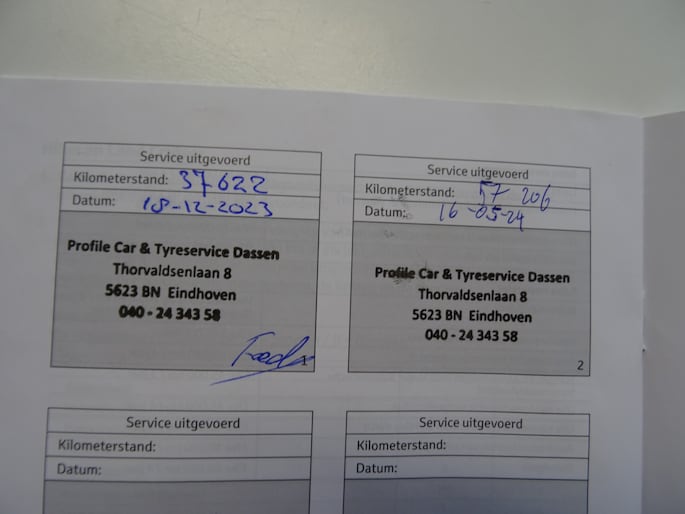 Service uitgevoerd
Kilometerstand: 37622
Datum: 18-12-2023
Profile Car & Tyreservice Dassen
Thorvaldsenlaan 8
5623 BN Eindhoven
040 - 24 343 58
1
Service uitgevoerd
Kilometerstand: 57 206
Datum: 16-05-24
Profile Car & Tyreservice Dassen
Thorvaldsenlaan 8
5623 BN Eindhoven
040 - 24 343 58
2
Service uitgevoerd
Kilometerstand:
Datum:
Service uitgevoerd
Kilometerstand:
Datum: